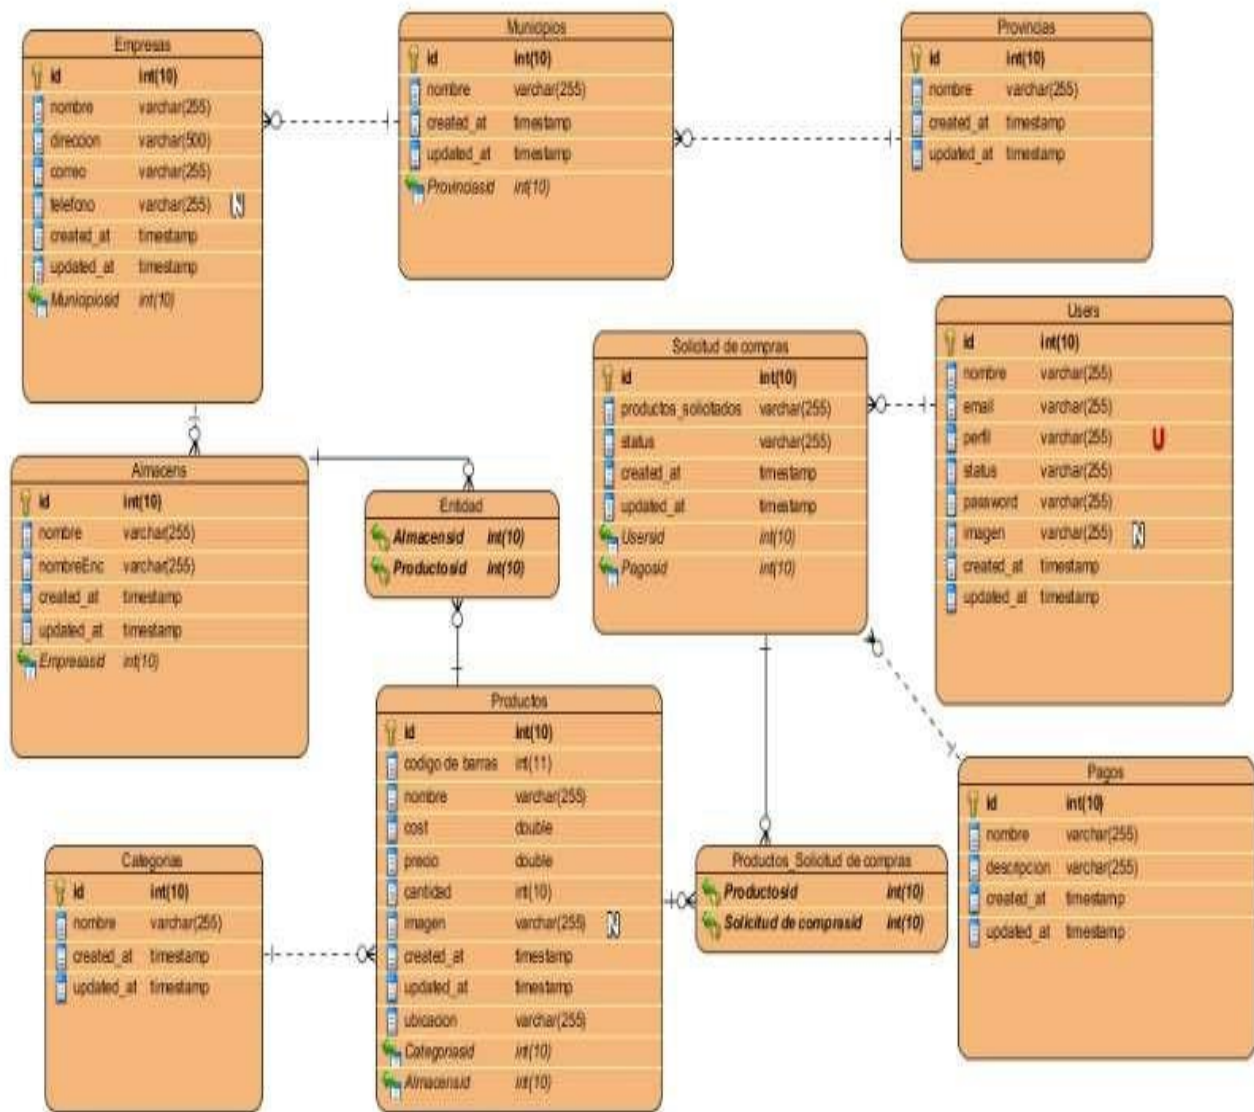 Empresas
id int(10)
nombre varchar(255)
direccion varchar(500)
correo varchar(255)
telefono varchar(255) N
created_at timestamp
updated_at timestamp
Municipiosid int(10)
Municipios
id int(10)
nombre varchar(255)
created_at timestamp
updated_at timestamp
Provinciasid int(10)
Provincias
id int(10)
nombre varchar(255)
created_at timestamp
updated_at timestamp
Solicitud de compras
id int(10)
productos_solicitados varchar(255)
status varchar(255)
created_at timestamp
updated_at timestamp
Usersid int(10)
Pagosid int(10)
Users
id int(10)
nombre varchar(255)
email varchar(255)
perfil varchar(255) U
status varchar(255)
password varchar(255)
imagen varchar(255) N
created_at timestamp
updated_at timestamp
Almacens
id int(10)
nombre varchar(255)
nombreEnc varchar(255)
created_at timestamp
updated_at timestamp
Empresasid int(10)
Entidad
Almacensid int(10)
Productosid int(10)
Productos
id int(10)
codigo de barras int(11)
nombre varchar(255)
cost double
precio double
cantidad int(10)
imagen varchar(255) N
created_at timestamp
updated_at timestamp
ubicacion varchar(255)
Categoriasid int(10)
Almacensid int(10)
Categorias
id int(10)
nombre varchar(255)
created_at timestamp
updated_at timestamp
Productos_Solicitud de compras
Productosid int(10)
Solicitud de comprasid int(10)
Pagos
id int(10)
nombre varchar(255)
descripcion varchar(255)
created_at timestamp
updated_at timestamp